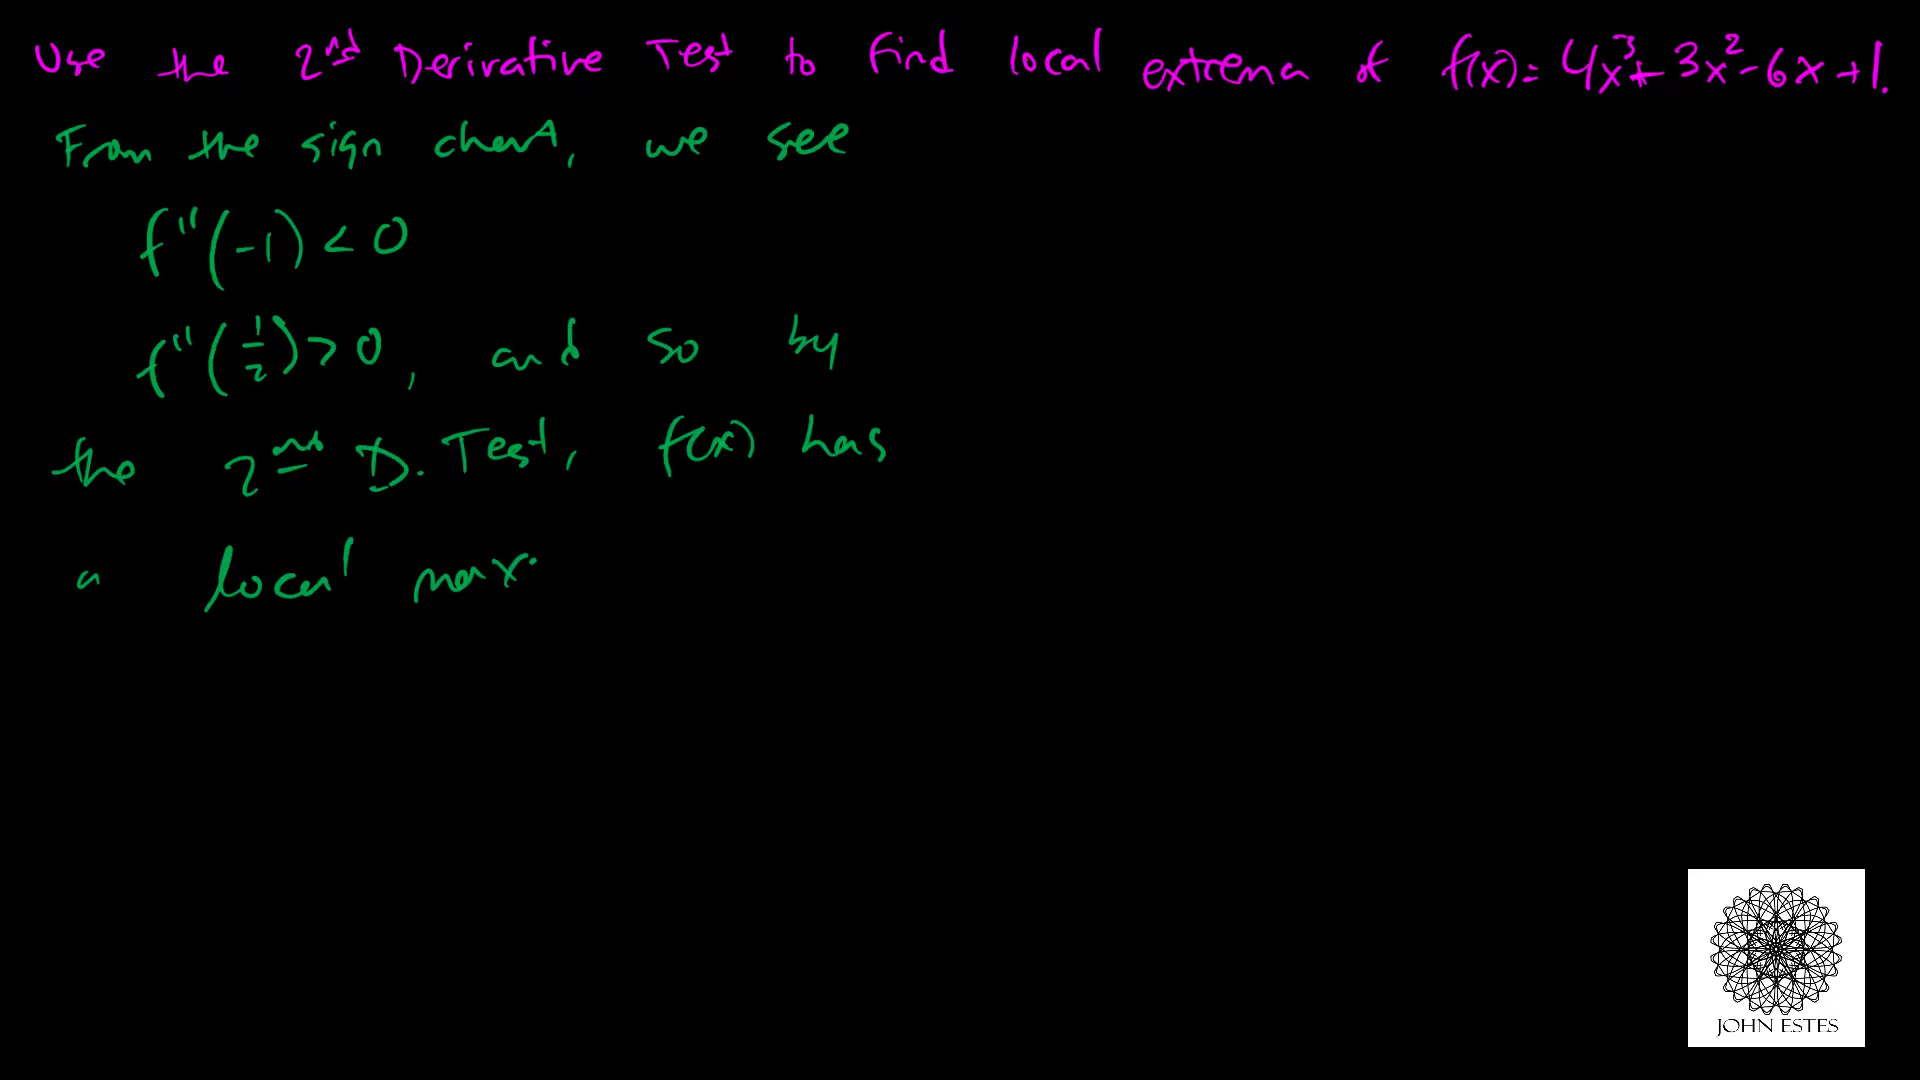 Use the 2nd Derivative Test to find local extrema of f(x) = 4x³ + 3x² - 6x + 1.
From the sign chart, we see
f''(-1) < 0
f''(1/2) > 0, and so by
the 2nd D. Test, f(x) has
a local max
JOHN ESTES